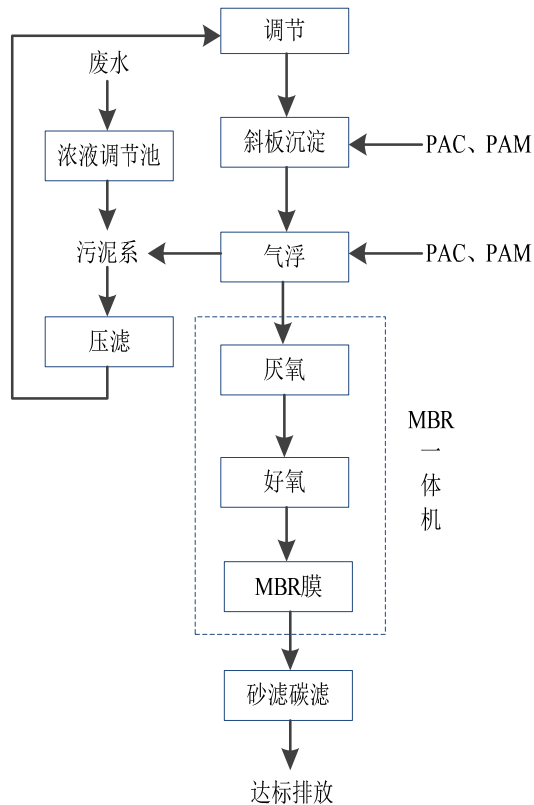 调节
废水
浓液调节池
斜板沉淀
PAC、PAM
污泥系
气浮
PAC、PAM
压滤
厌氧
MBR
一
体
机
好氧
MBR膜
砂滤碳滤
达标排放